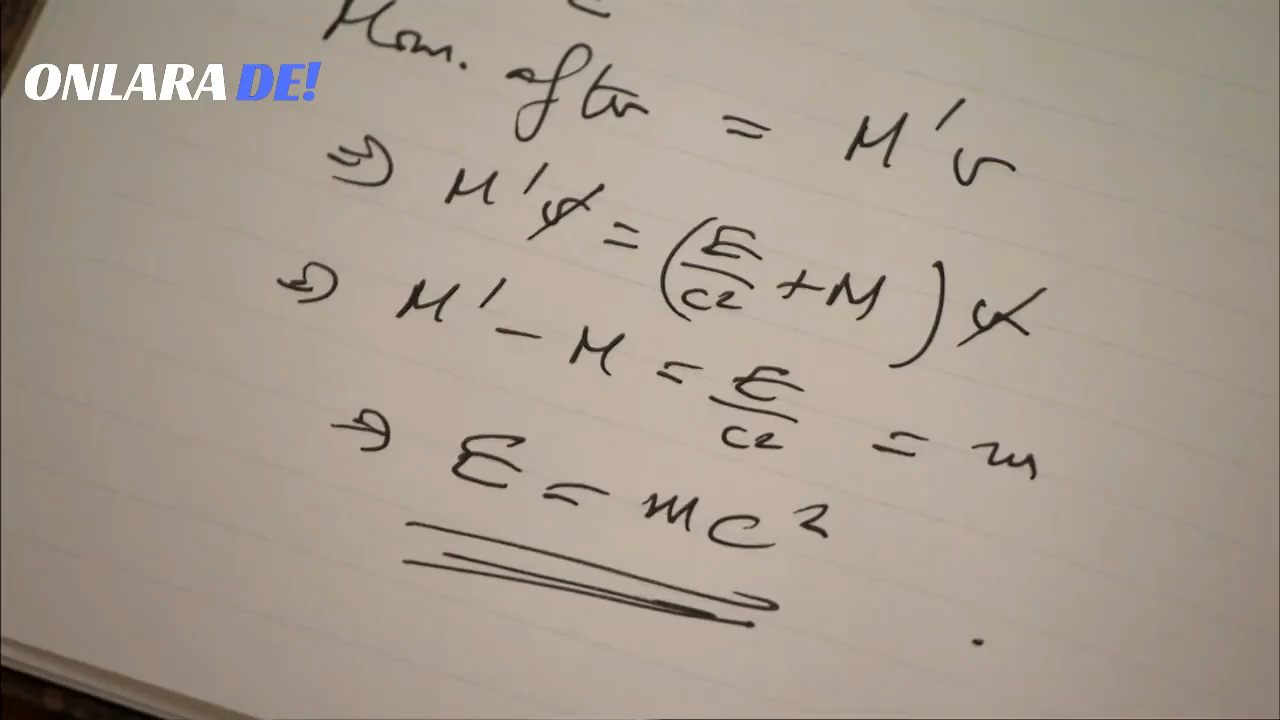 ONLARA DE!
Mom. after = M'v
⇒ M'v = (E/c2 + M) v
⇒ M' - M = E/c2 = m
⇒ E = mc²